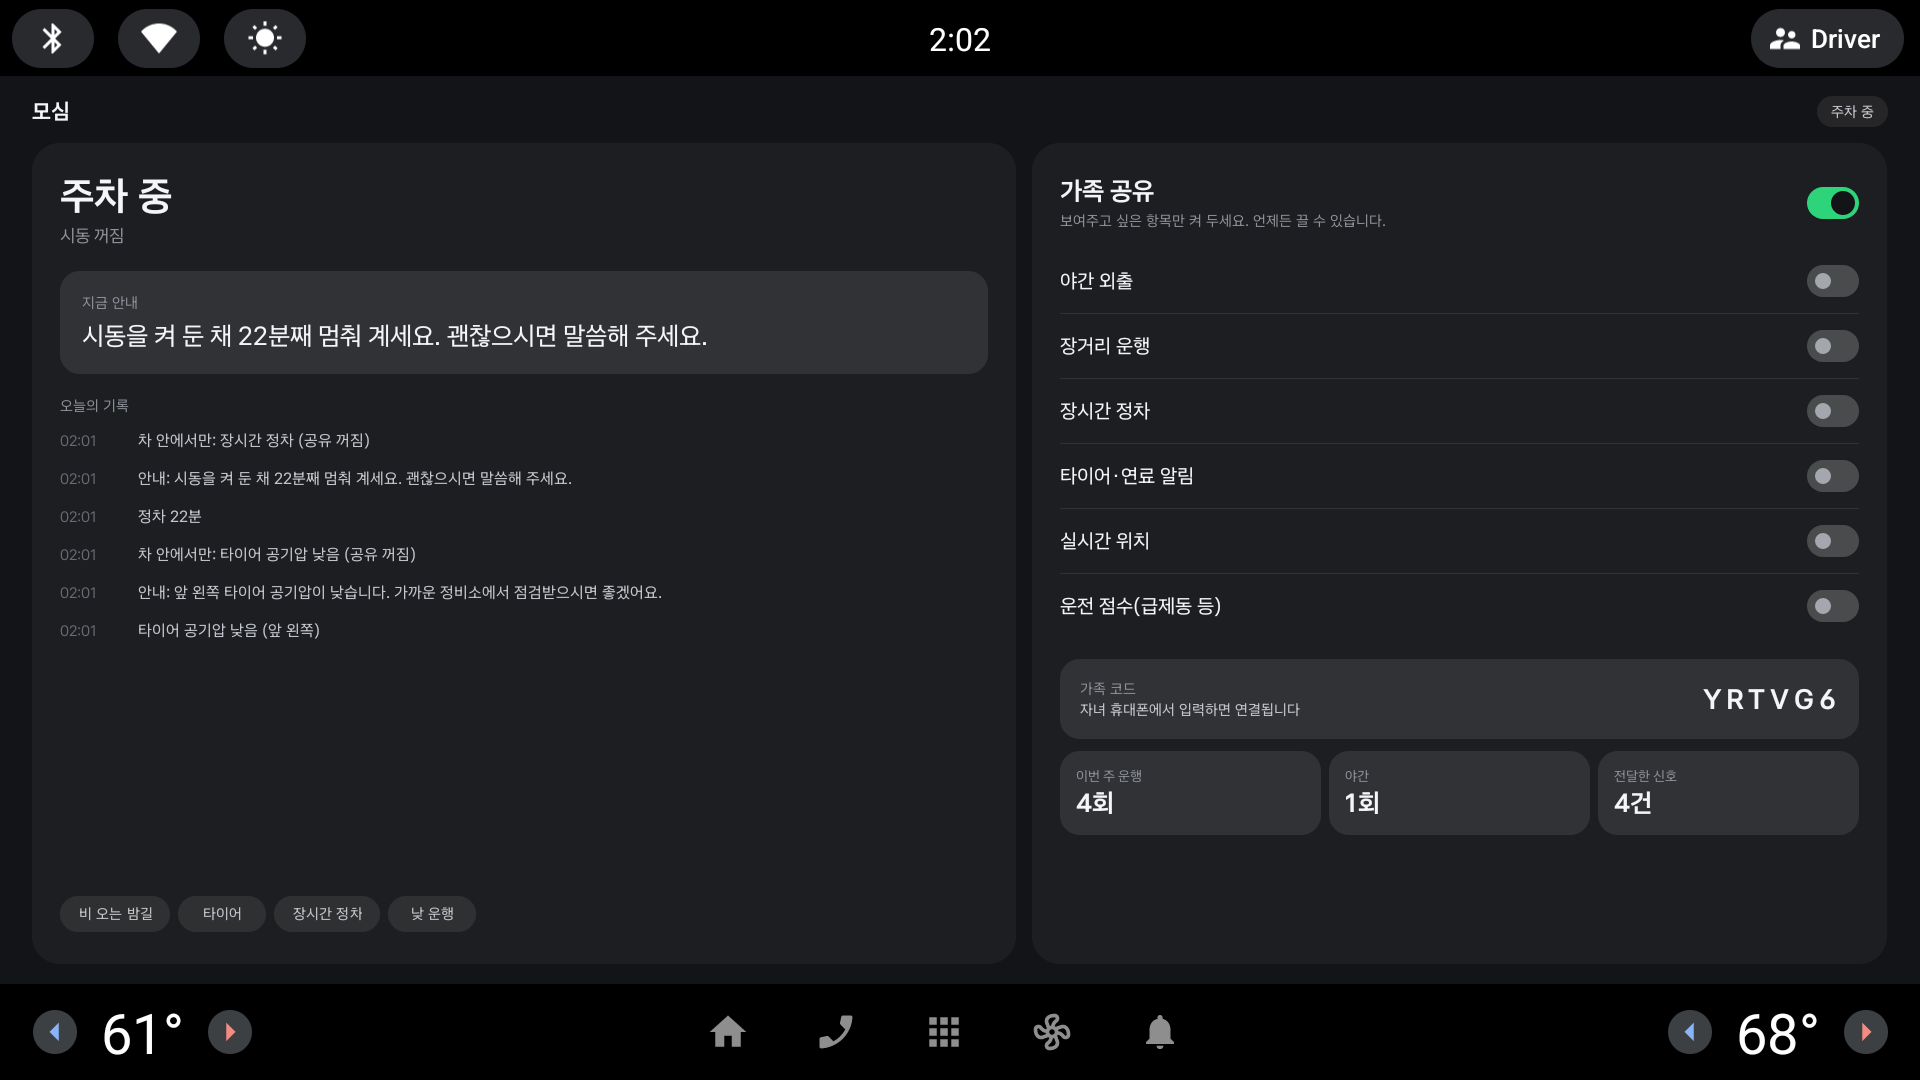 2:02
Driver
모심
주차 중
주차 중
시동 꺼짐
지금 안내
시동을 켜 둔 채 22분째 멈춰 계세요. 괜찮으시면 말씀해 주세요.
오늘의 기록
02:01 차 안에서만: 장시간 정차 (공유 꺼짐)
02:01 안내: 시동을 켜 둔 채 22분째 멈춰 계세요. 괜찮으시면 말씀해 주세요.
02:01 정차 22분
02:01 차 안에서만: 타이어 공기압 낮음 (공유 꺼짐)
02:01 안내: 앞 왼쪽 타이어 공기압이 낮습니다. 가까운 정비소에서 점검받으시면 좋겠어요.
02:01 타이어 공기압 낮음 (앞 왼쪽)
비 오는 밤길 타이어 장시간 정차 낮 운행
가족 공유
보여주고 싶은 항목만 켜 두세요. 언제든 끌 수 있습니다.
야간 외출
장거리 운행
장시간 정차
타이어·연료 알림
실시간 위치
운전 점수(급제동 등)
가족 코드
자녀 휴대폰에서 입력하면 연결됩니다
YRTVG6
이번 주 운행
4회
야간
1회
전달한 신호
4건
61°
68°